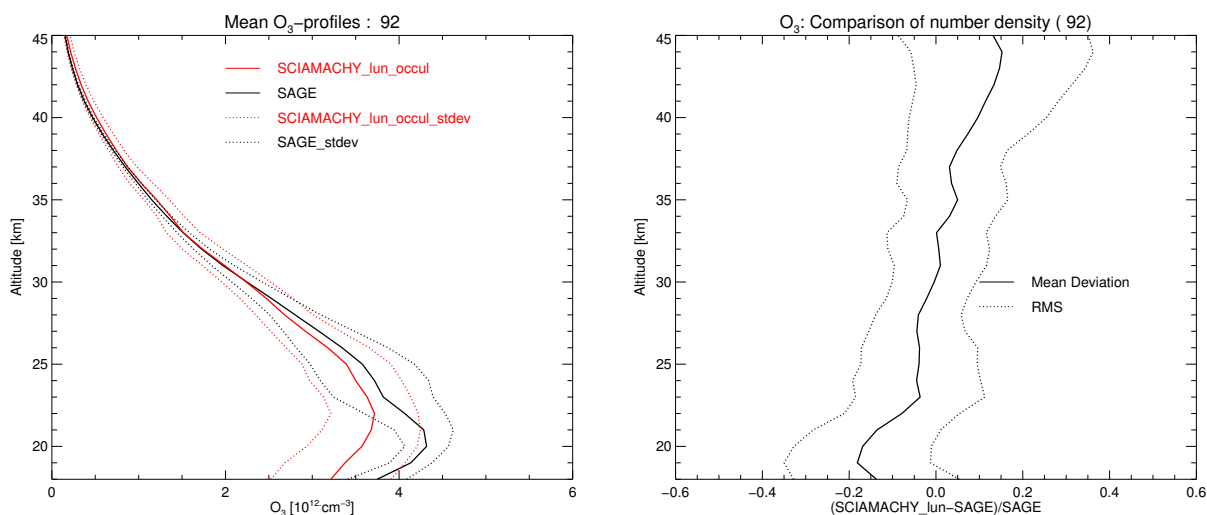 Mean O₃−profiles : 92
45
40
35
30
25
20
Altitude [km]
SCIAMACHY_lun_occul
SAGE
SCIAMACHY_lun_occul_stdev
SAGE_stdev
0 2 4 6
O₃ [10¹²·cm⁻³]
O₃: Comparison of number density ( 92)
45
40
35
30
25
20
Altitude [km]
Mean Deviation
RMS
−0.6 −0.4 −0.2 0.0 0.2 0.4 0.6
(SCIAMACHY_lun−SAGE)/SAGE